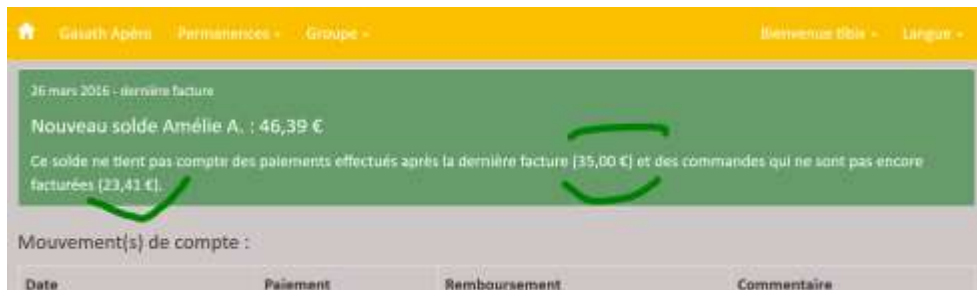 Gasath Apéro Permanences Groupe Bienvenue tibix Langue
26 mars 2016 - dernière facture
Nouveau solde Amélie A. : 46,39 €
Ce solde ne tient pas compte des paiements effectués après la dernière facture (35,00 €) et des commandes qui ne sont pas encore
facturées (23,41 €).
Mouvement(s) de compte :
Date Paiement Remboursement Commentaire